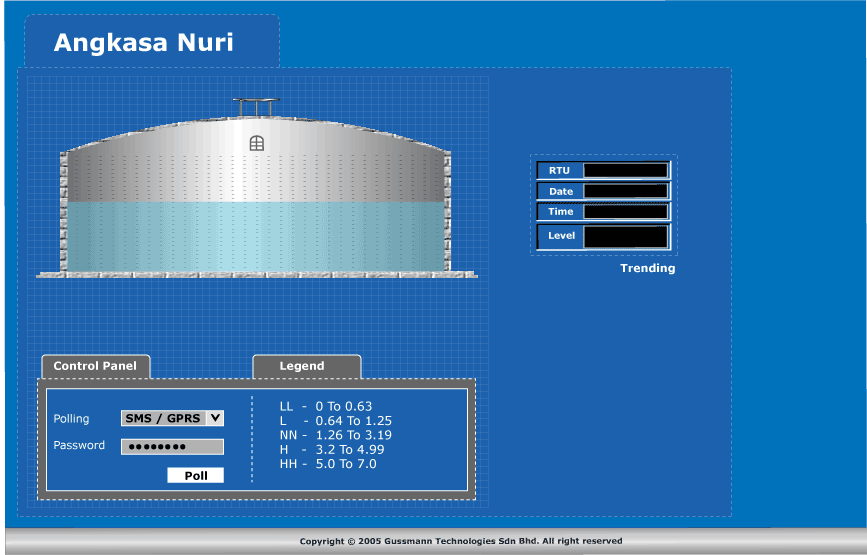 Angkasa Nuri
RTU
Date
Time
Level
Trending
Control Panel
Legend
Polling
SMS / GPRS
Password
●●●●●●●●
Poll
LL - 0 To 0.63
L - 0.64 To 1.25
NN - 1.26 To 3.19
H - 3.2 To 4.99
HH - 5.0 To 7.0
Copyright © 2005 Gussmann Technologies Sdn Bhd. All right reserved